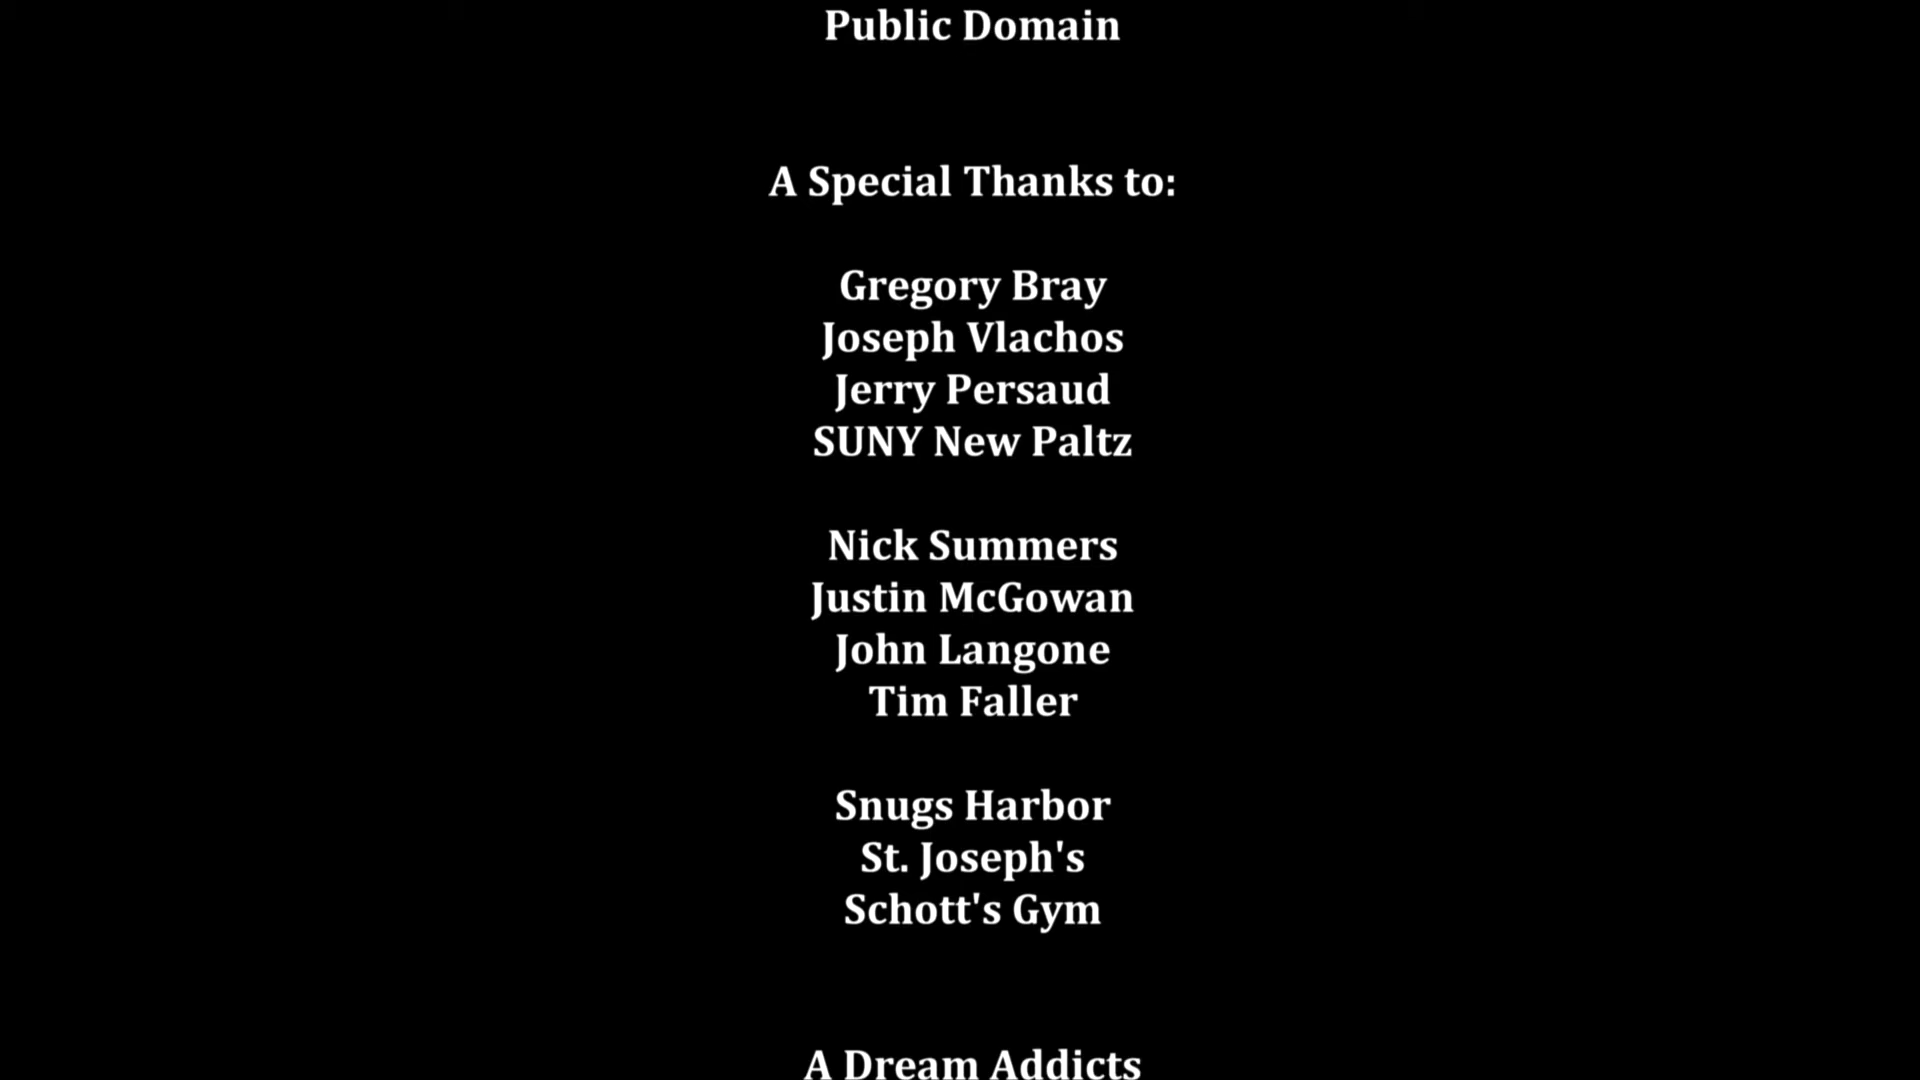 Public Domain
A Special Thanks to:
Gregory Bray
Joseph Vlachos
Jerry Persaud
SUNY New Paltz
Nick Summers
Justin McGowan
John Langone
Tim Faller
Snugs Harbor
St. Joseph's
Schott's Gym
A Dream Addicts